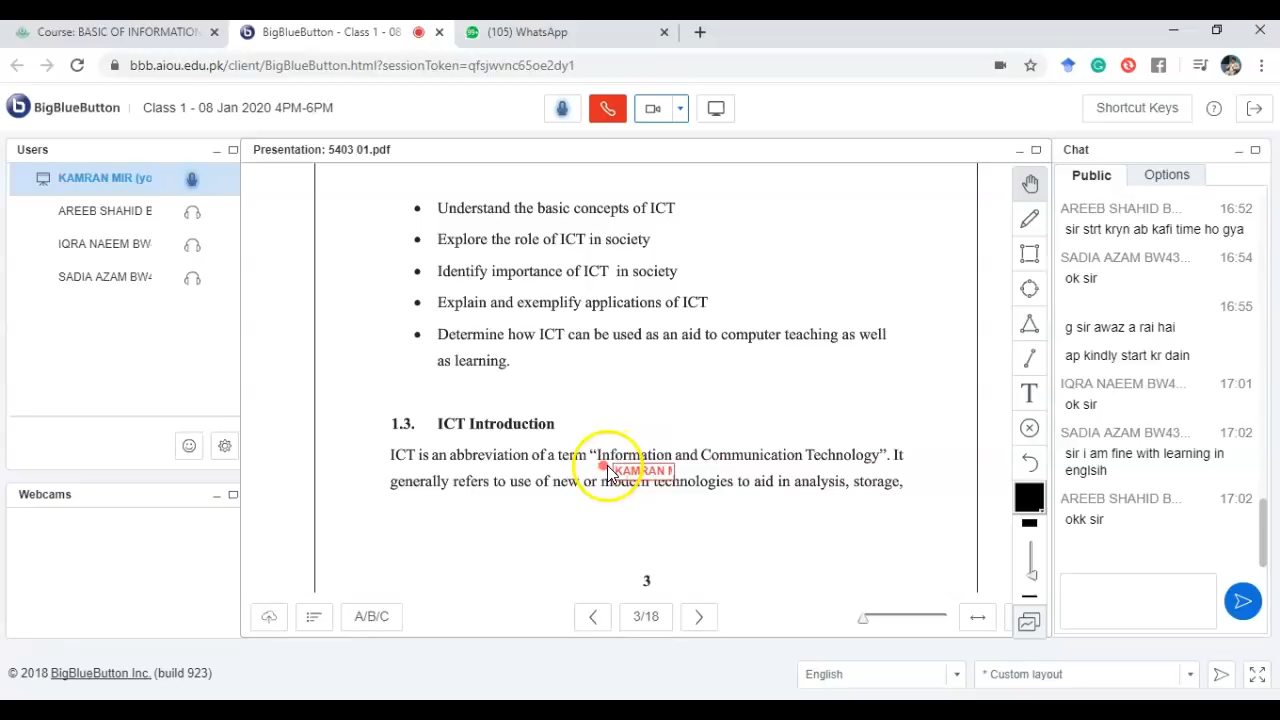 Course: BASIC OF INFORMATION
BigBlueButton - Class 1 - 08
(105) WhatsApp
bbb.aiou.edu.pk/client/BigBlueButton.html?sessionToken=qfsjwvnc65oe2dy1
BigBlueButton
Class 1 - 08 Jan 2020 4PM-6PM
Shortcut Keys
Users
KAMRAN MIR (yo
AREEB SHAHID B
IQRA NAEEM BW
SADIA AZAM BW4
Webcams
Presentation: 5403 01.pdf
• Understand the basic concepts of ICT
• Explore the role of ICT in society
• Identify importance of ICT in society
• Explain and exemplify applications of ICT
• Determine how ICT can be used as an aid to computer teaching as well
as learning.
1.3. ICT Introduction
ICT is an abbreviation of a term “Information and Communication Technology”. It
KAMRAN M
generally refers to use of new or modern technologies to aid in analysis, storage,
3
A/B/C
3/18
T
Chat
Public
Options
AREEB SHAHID B... 16:52
sir strt kryn ab kafi time ho gya
SADIA AZAM BW43... 16:54
ok sir
16:55
g sir awaz a rai hai
ap kindly start kr dain
IQRA NAEEM BW4... 17:01
ok sir
SADIA AZAM BW43... 17:02
sir i am fine with learning in
englsih
AREEB SHAHID B... 17:02
okk sir
© 2018 BigBlueButton Inc. (build 923)
English
* Custom layout